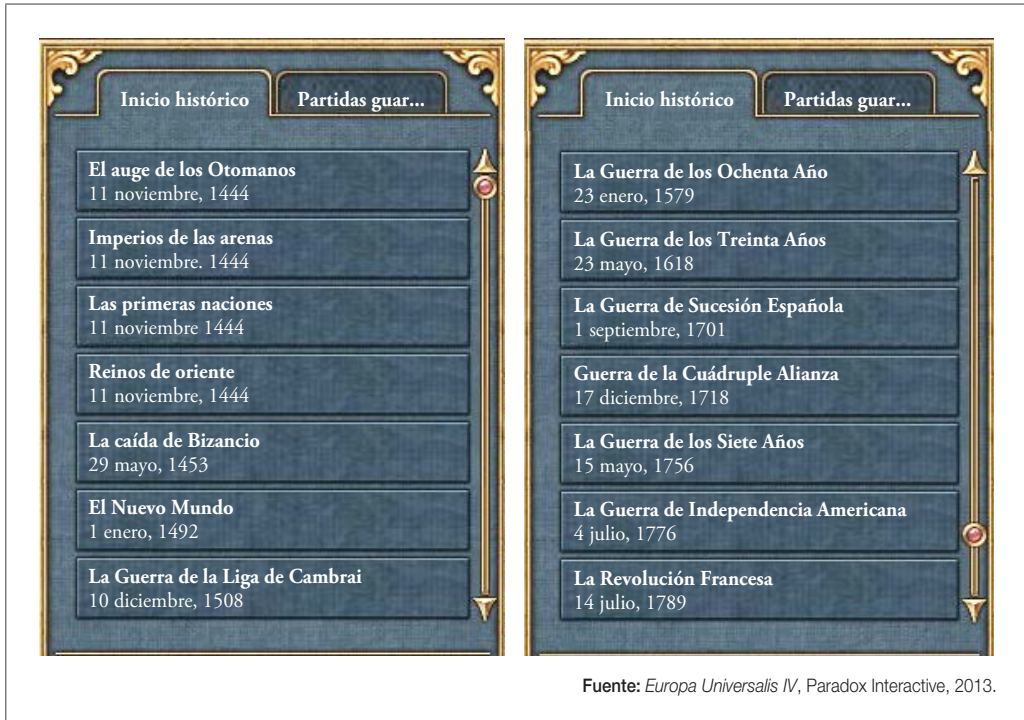 Inicio histórico
Partidas guar...
El auge de los Otomanos
11 noviembre, 1444
Imperios de las arenas
11 noviembre. 1444
Las primeras naciones
11 noviembre 1444
Reinos de oriente
11 noviembre, 1444
La caída de Bizancio
29 mayo, 1453
El Nuevo Mundo
1 enero, 1492
La Guerra de la Liga de Cambrai
10 diciembre, 1508
Inicio histórico
Partidas guar...
La Guerra de los Ochenta Año
23 enero, 1579
La Guerra de los Treinta Años
23 mayo, 1618
La Guerra de Sucesión Española
1 septiembre, 1701
Guerra de la Cuádruple Alianza
17 diciembre, 1718
La Guerra de los Siete Años
15 mayo, 1756
La Guerra de Independencia Americana
4 julio, 1776
La Revolución Francesa
14 julio, 1789
Fuente: Europa Universalis IV, Paradox Interactive, 2013.